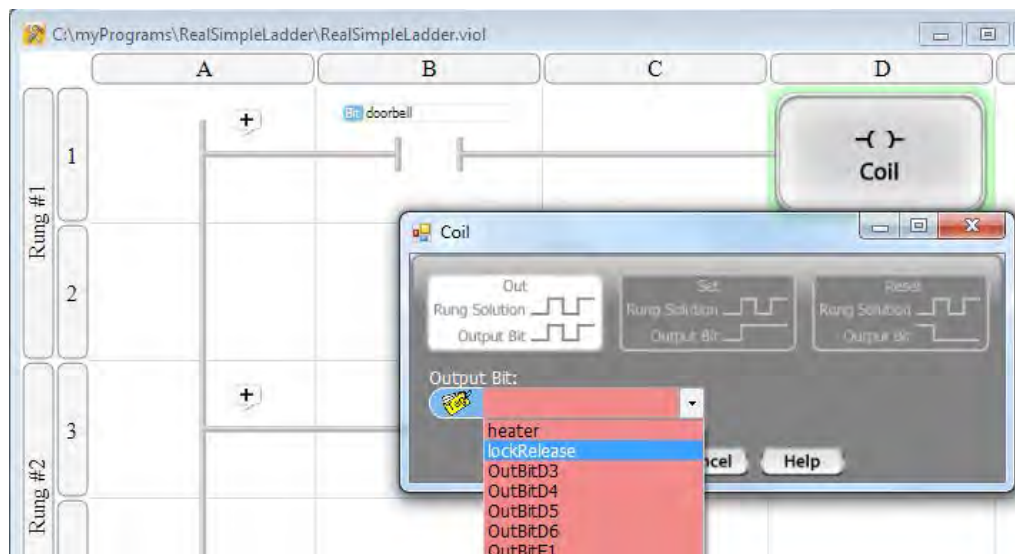 C:\myPrograms\RealSimpleLadder\RealSimpleLadder.viol
A B C D
Rung #1
1
+
Bit doorbell
Coil
2
Rung #2
3
+
Coil
Out
Rung Solution
Output Bit
Set
Rung Solution
Output Bit
Reset
Rung Solution
Output Bit
Output Bit:
heater
lockRelease
OutBitD3
OutBitD4
OutBitD5
OutBitD6
OutBitE1
Help